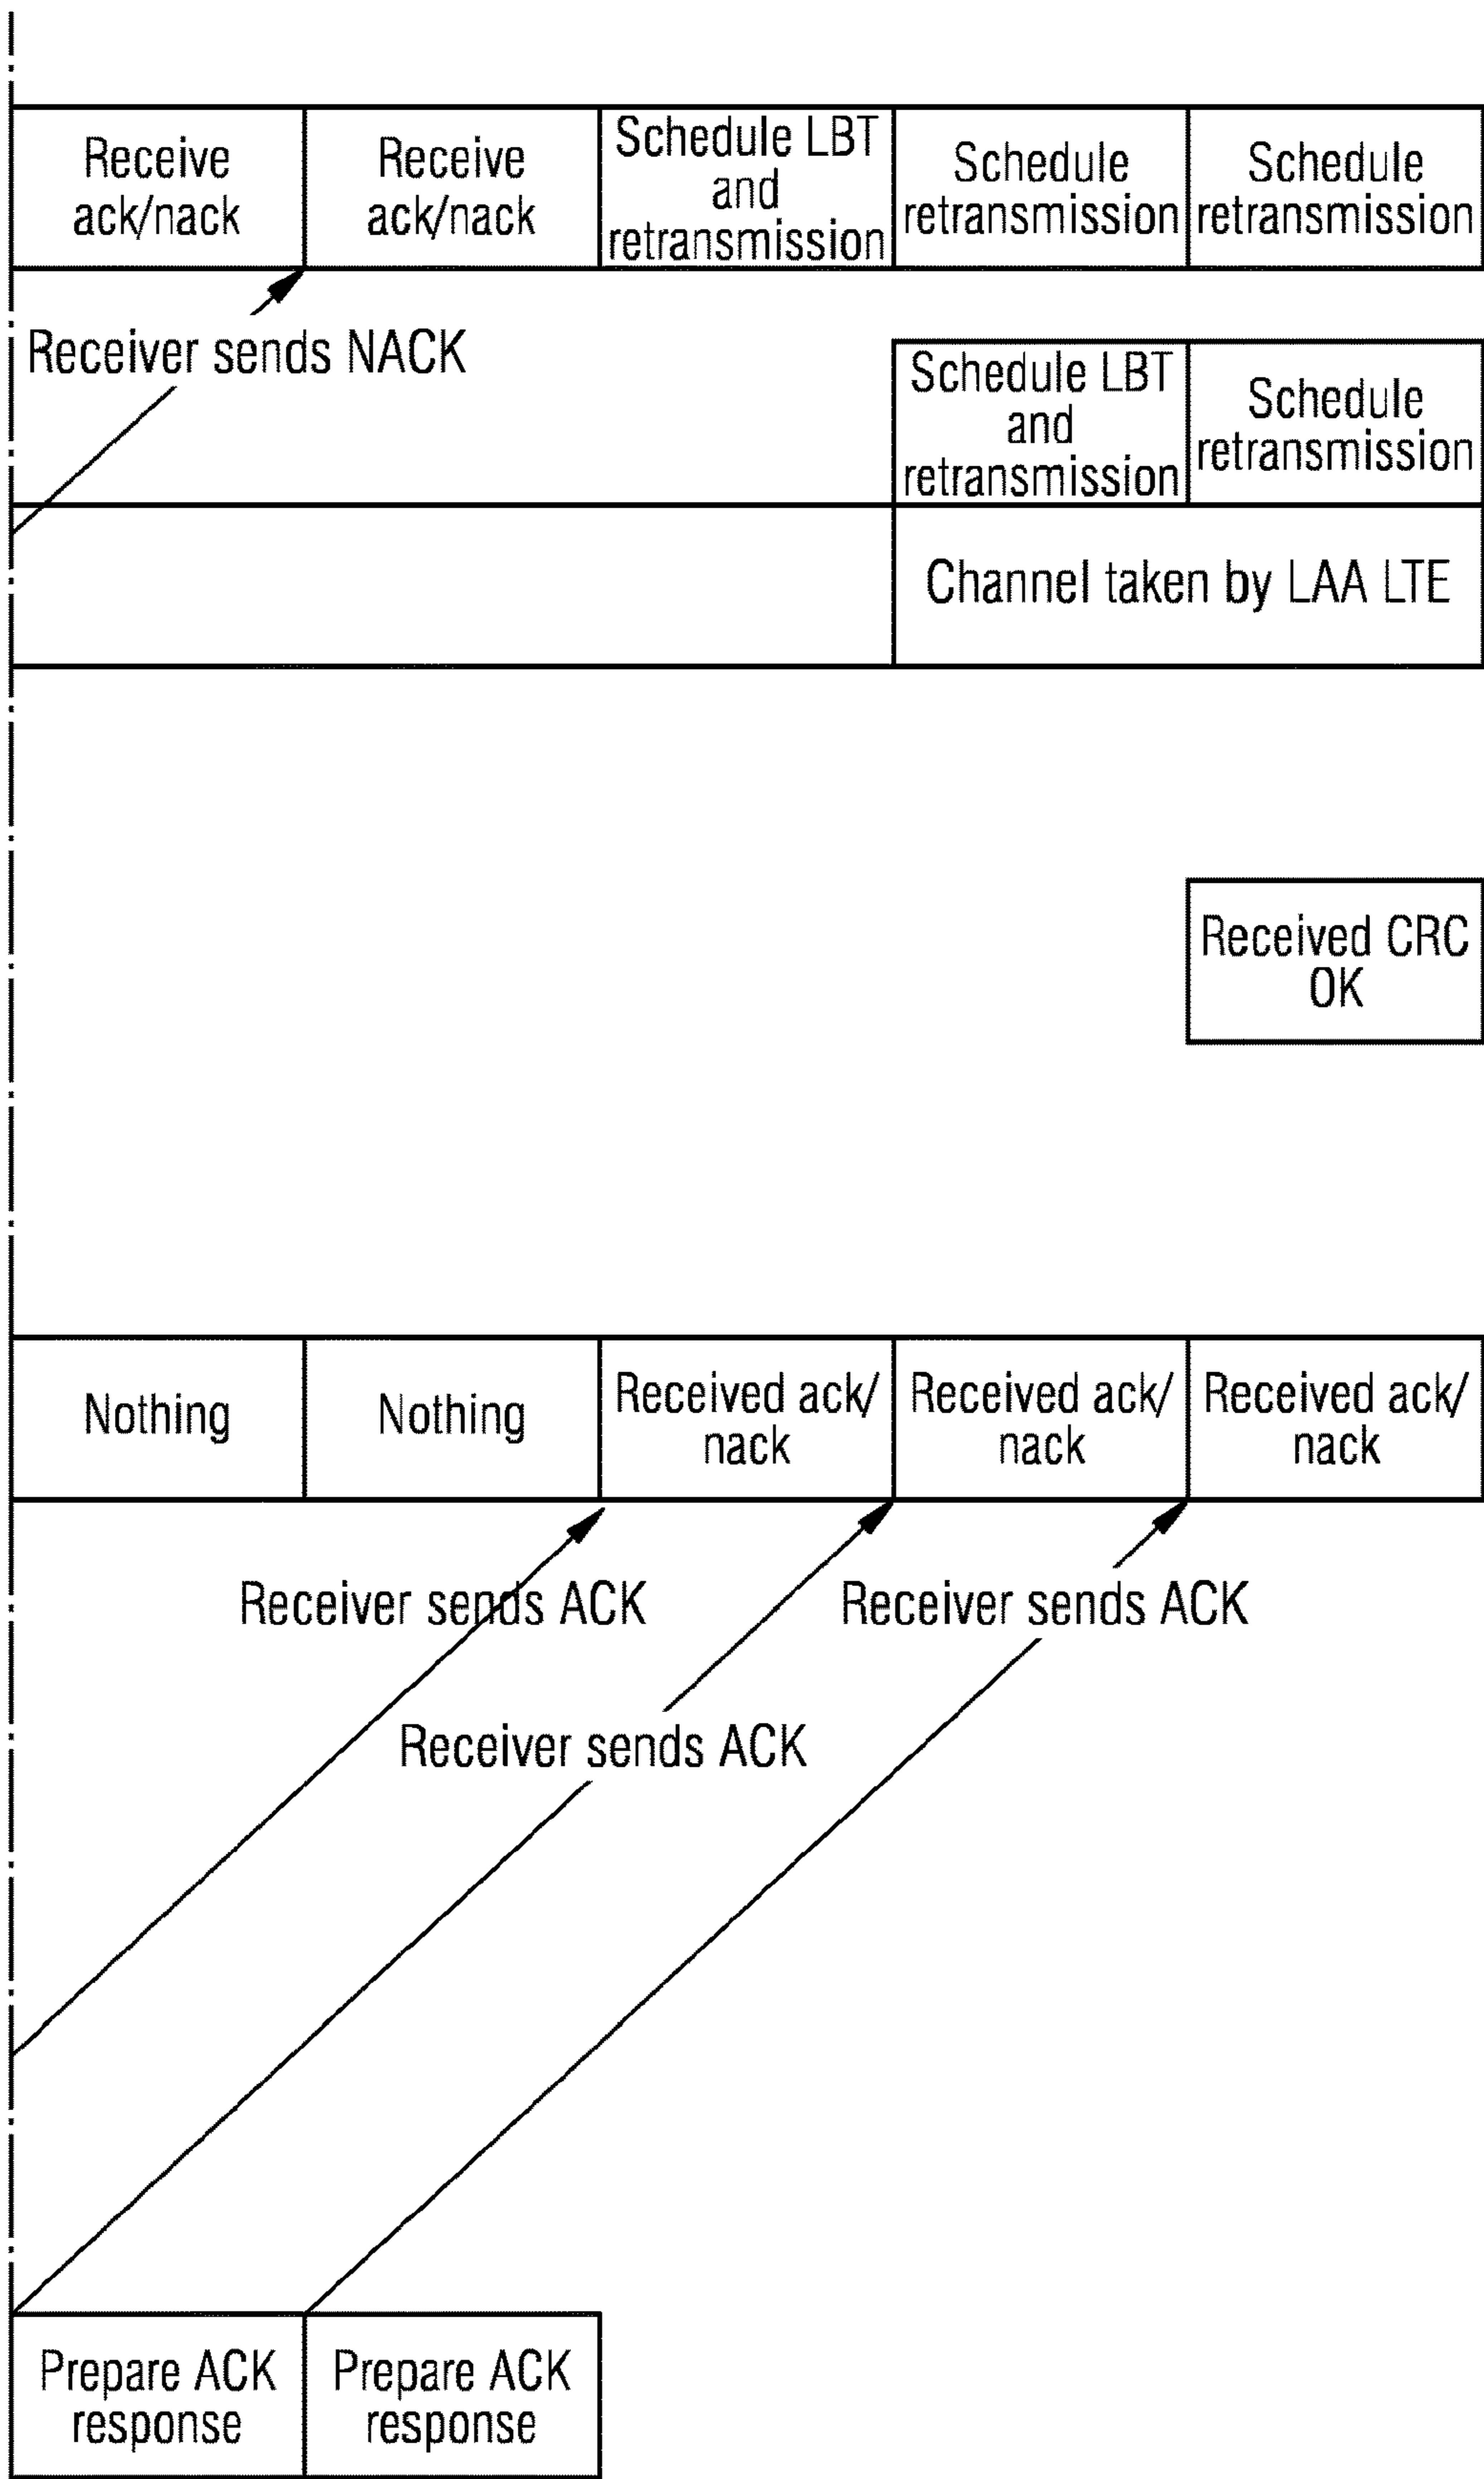 Receive
ack/nack
Receive
ack/nack
Schedule LBT
and
retransmission
Schedule
retransmission
Schedule
retransmission
Receiver sends NACK
Schedule LBT
and
retransmission
Schedule
retransmission
Channel taken by LAA LTE
Received CRC
OK
Nothing
Nothing
Received ack/
nack
Received ack/
nack
Received ack/
nack
Receiver sends ACK
Receiver sends ACK
Receiver sends ACK
Prepare ACK
response
Prepare ACK
response